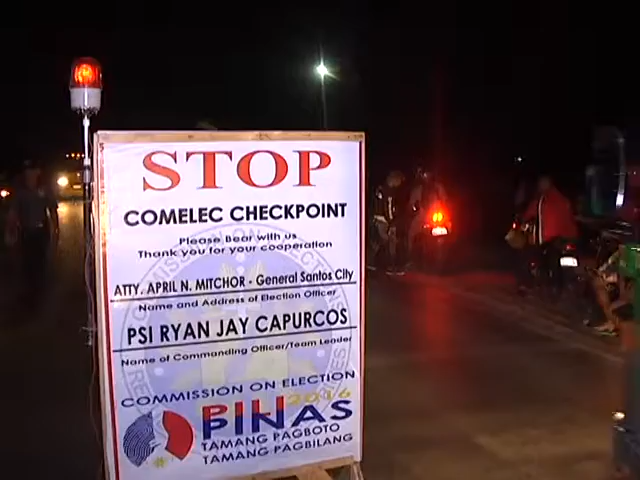 STOP
COMELEC CHECKPOINT
Please Bear with us
Thank you for your cooperation
ATTY. APRIL N. MITCHOR - General Santos City
Name and Address of Election Officer
PSI RYAN JAY CAPURCOS
Name of Commanding Officer/Team Leader
COMMISSION ON ELECTION
2016
PILI
PINAS
TAMANG PAGBOTO
TAMANG PAGBILANG